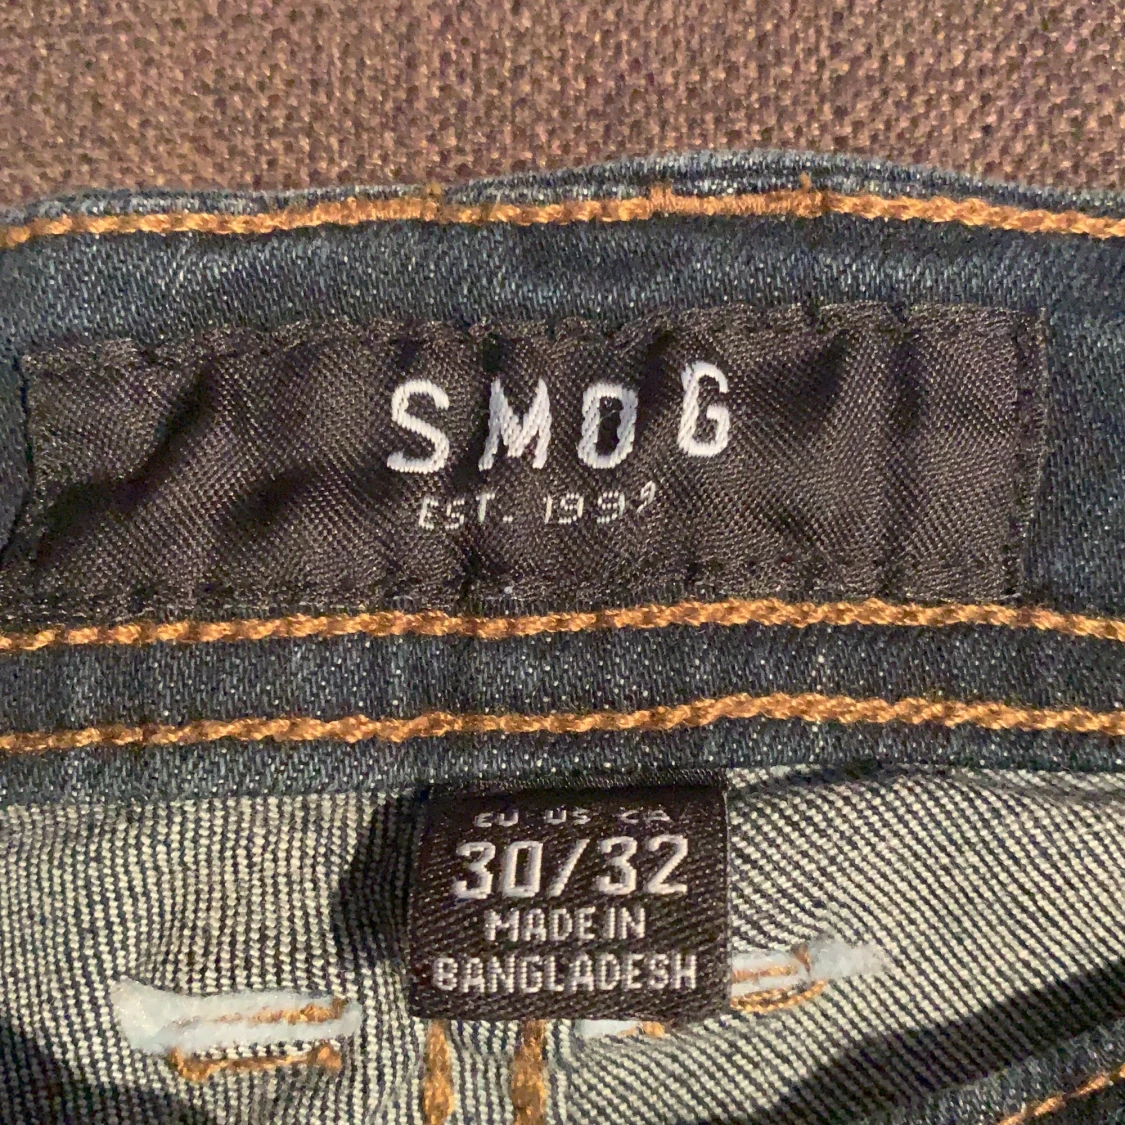 SMOG
EST. 1999
EU US CA
30/32
MADE IN
BANGLADESH